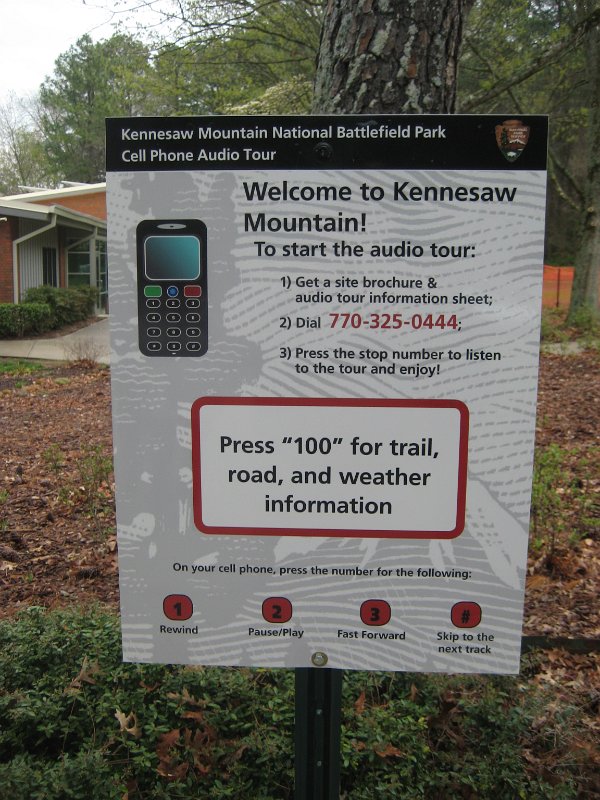 Kennesaw Mountain National Battlefield Park
Cell Phone Audio Tour
Welcome to Kennesaw
Mountain!
To start the audio tour:
1) Get a site brochure &
audio tour information sheet;
2) Dial 770-325-0444;
3) Press the stop number to listen
to the tour and enjoy!
Press “100” for trail,
road, and weather
information
On your cell phone, press the number for the following:
1
Rewind
2
Pause/Play
3
Fast Forward
#
Skip to the
next track